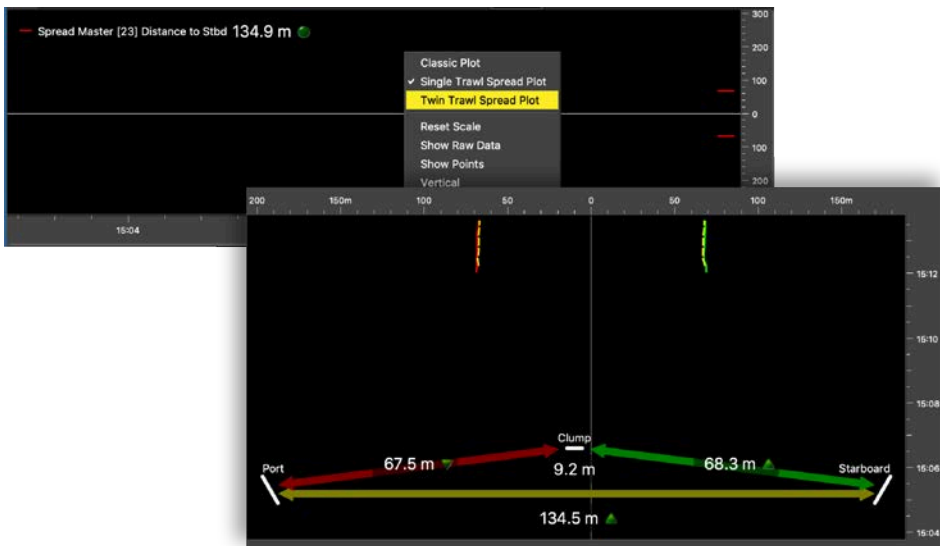 Spread Master [23] Distance to Stbd 134.9 m
300
200
100
0
100
200
Classic Plot
✓ Single Trawl Spread Plot
Twin Trawl Spread Plot
Reset Scale
Show Raw Data
Show Points
Vertical
15:04
200 150m 100 50 0 50 100 150m
15:12
15:10
15:08
15:06
15:04
Clump
Port 67.5 m 9.2 m 68.3 m Starboard
134.5 m